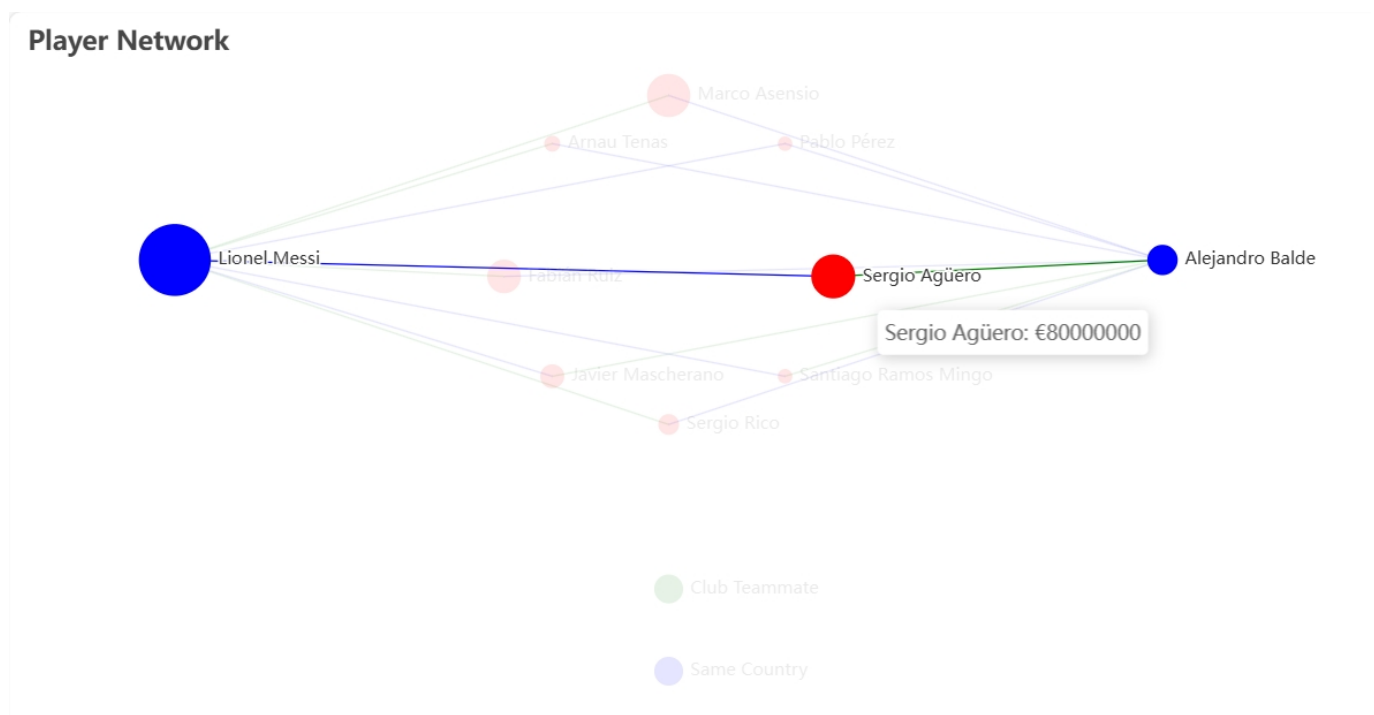 Player Network
Marco Asensio
Arnau Tenas
Pablo Pérez
Lionel Messi
Alejandro Balde
Fabián Ruiz
Sergio Agüero
Sergio Agüero: €80000000
Javier Mascherano
Santiago Ramos Mingo
Sergio Rico
Club Teammate
Same Country